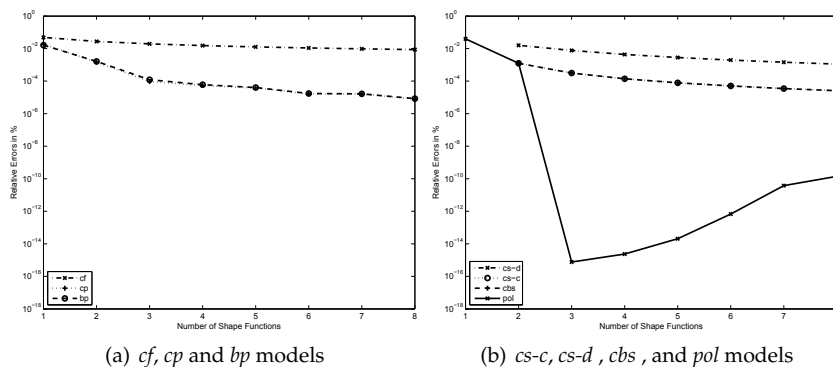 Relative Errors in %
10^0
10^-2
10^-4
10^-6
10^-8
10^-10
10^-12
10^-14
10^-16
10^-18
1 2 3 4 5 6 7 8
Number of Shape Functions
cf
cp
bp
(a) cf, cp and bp models
Relative Errors in %
10^0
10^-2
10^-4
10^-6
10^-8
10^-10
10^-12
10^-14
10^-16
10^-18
1 2 3 4 5 6 7
Number of Shape Functions
cs-d
cs-c
cbs
pol
(b) cs-c, cs-d , cbs , and pol models